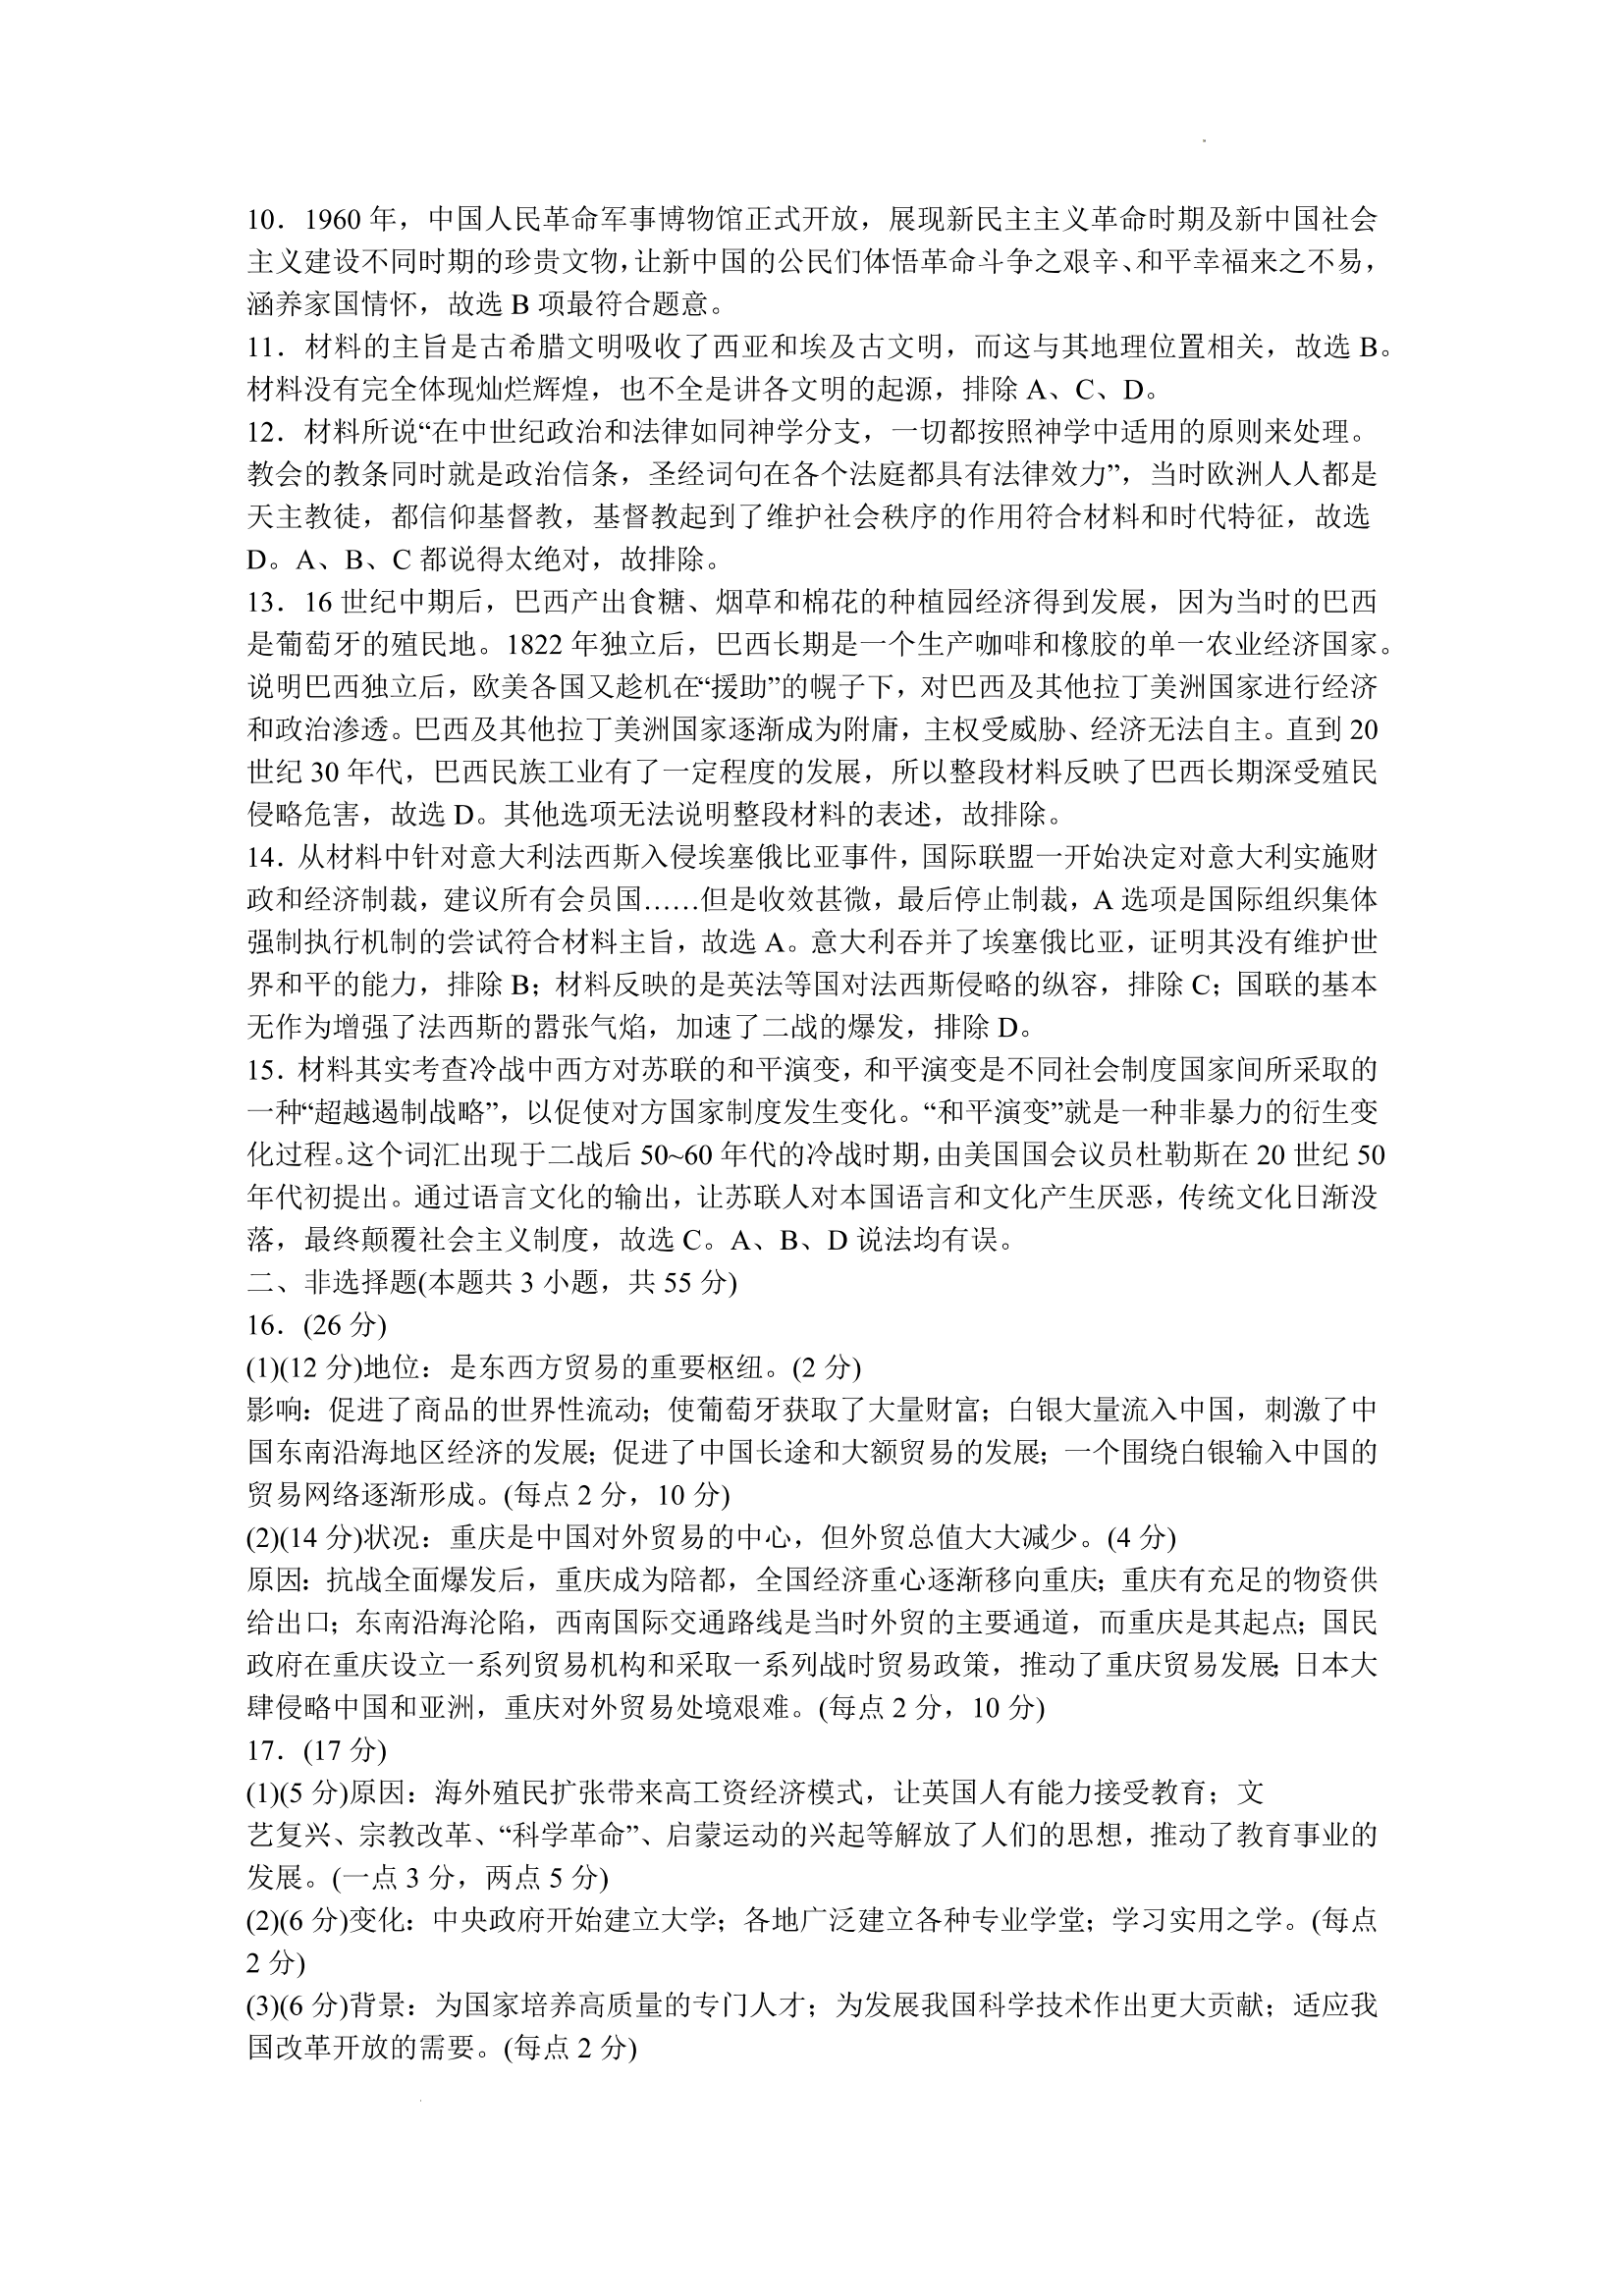 10．1960 年，中国人民革命军事博物馆正式开放，展现新民主主义革命时期及新中国社会
主义建设不同时期的珍贵文物，让新中国的公民们体悟革命斗争之艰辛、和平幸福来之不易，
涵养家国情怀，故选 B 项最符合题意。
11．材料的主旨是古希腊文明吸收了西亚和埃及古文明，而这与其地理位置相关，故选 B。
材料没有完全体现灿烂辉煌，也不全是讲各文明的起源，排除 A、C、D。
12．材料所说“在中世纪政治和法律如同神学分支，一切都按照神学中适用的原则来处理。
教会的教条同时就是政治信条，圣经词句在各个法庭都具有法律效力”，当时欧洲人人都是
天主教徒，都信仰基督教，基督教起到了维护社会秩序的作用符合材料和时代特征，故选
D。A、B、C 都说得太绝对，故排除。
13．16 世纪中期后，巴西产出食糖、烟草和棉花的种植园经济得到发展，因为当时的巴西
是葡萄牙的殖民地。1822 年独立后，巴西长期是一个生产咖啡和橡胶的单一农业经济国家。
说明巴西独立后，欧美各国又趁机在“援助”的幌子下，对巴西及其他拉丁美洲国家进行经济
和政治渗透。巴西及其他拉丁美洲国家逐渐成为附庸，主权受威胁、经济无法自主。直到 20
世纪 30 年代，巴西民族工业有了一定程度的发展，所以整段材料反映了巴西长期深受殖民
侵略危害，故选 D。其他选项无法说明整段材料的表述，故排除。
14．从材料中针对意大利法西斯入侵埃塞俄比亚事件，国际联盟一开始决定对意大利实施财
政和经济制裁，建议所有会员国……但是收效甚微，最后停止制裁，A 选项是国际组织集体
强制执行机制的尝试符合材料主旨，故选 A。意大利吞并了埃塞俄比亚，证明其没有维护世
界和平的能力，排除 B；材料反映的是英法等国对法西斯侵略的纵容，排除 C；国联的基本
无作为增强了法西斯的嚣张气焰，加速了二战的爆发，排除 D。
15．材料其实考查冷战中西方对苏联的和平演变，和平演变是不同社会制度国家间所采取的
一种“超越遏制战略”，以促使对方国家制度发生变化。“和平演变”就是一种非暴力的衍生变
化过程。这个词汇出现于二战后 50~60 年代的冷战时期，由美国国会议员杜勒斯在 20 世纪 50
年代初提出。通过语言文化的输出，让苏联人对本国语言和文化产生厌恶，传统文化日渐没
落，最终颠覆社会主义制度，故选 C。A、B、D 说法均有误。
二、非选择题(本题共 3 小题，共 55 分)
16．(26 分)
(1)(12 分)地位：是东西方贸易的重要枢纽。(2 分)
影响：促进了商品的世界性流动；使葡萄牙获取了大量财富；白银大量流入中国，刺激了中
国东南沿海地区经济的发展；促进了中国长途和大额贸易的发展；一个围绕白银输入中国的
贸易网络逐渐形成。(每点 2 分，10 分)
(2)(14 分)状况：重庆是中国对外贸易的中心，但外贸总值大大减少。(4 分)
原因：抗战全面爆发后，重庆成为陪都，全国经济重心逐渐移向重庆；重庆有充足的物资供
给出口；东南沿海沦陷，西南国际交通路线是当时外贸的主要通道，而重庆是其起点；国民
政府在重庆设立一系列贸易机构和采取一系列战时贸易政策，推动了重庆贸易发展；日本大
肆侵略中国和亚洲，重庆对外贸易处境艰难。(每点 2 分，10 分)
17．(17 分)
(1)(5 分)原因：海外殖民扩张带来高工资经济模式，让英国人有能力接受教育；文
艺复兴、宗教改革、“科学革命”、启蒙运动的兴起等解放了人们的思想，推动了教育事业的
发展。(一点 3 分，两点 5 分)
(2)(6 分)变化：中央政府开始建立大学；各地广泛建立各种专业学堂；学习实用之学。(每点
2 分)
(3)(6 分)背景：为国家培养高质量的专门人才；为发展我国科学技术作出更大贡献；适应我
国改革开放的需要。(每点 2 分)